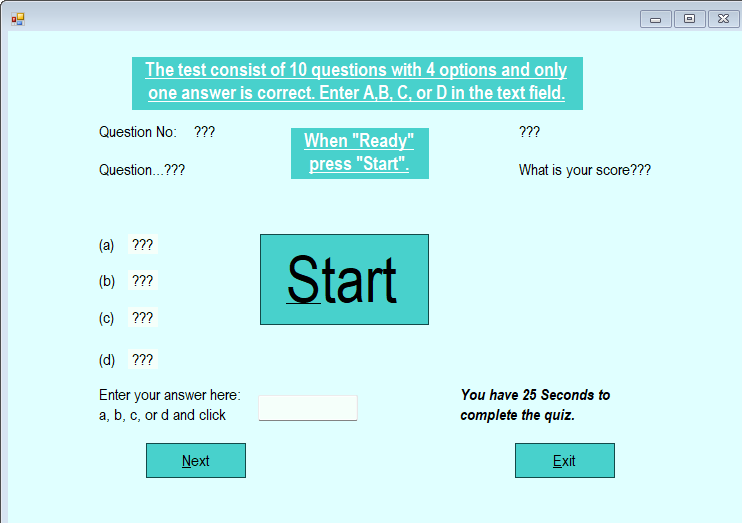 The test consist of 10 questions with 4 options and only
one answer is correct. Enter A,B, C, or D in the text field.
Question No: ???
When "Ready"
press "Start".
???
Question...???
What is your score???
(a) ???
(b) ???
(c) ???
(d) ???
Start
Enter your answer here:
a, b, c, or d and click
You have 25 Seconds to
complete the quiz.
Next
Exit